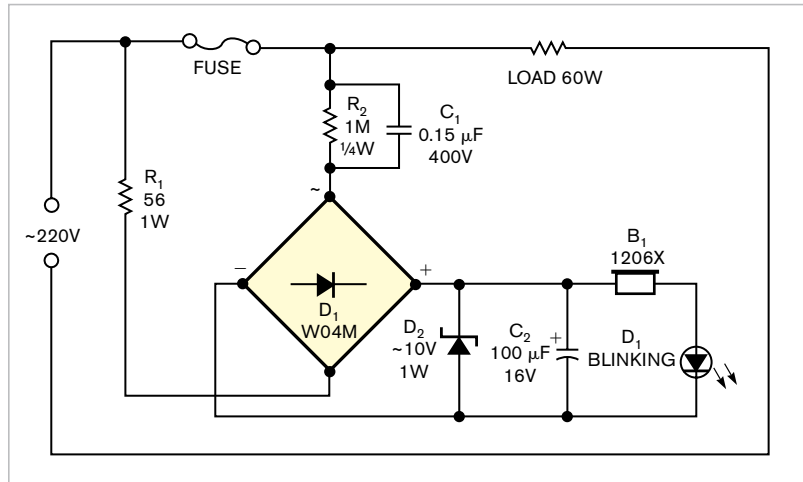 FUSE
LOAD 60W
R₂
1M
¼W
C₁
0.15 μF
400V
R₁
56
1W
~
~220V
–
+
D₁
W04M
B₁
1206X
D₂
~10V
1W
C₂
100 μF
16V
+
D₁
BLINKING